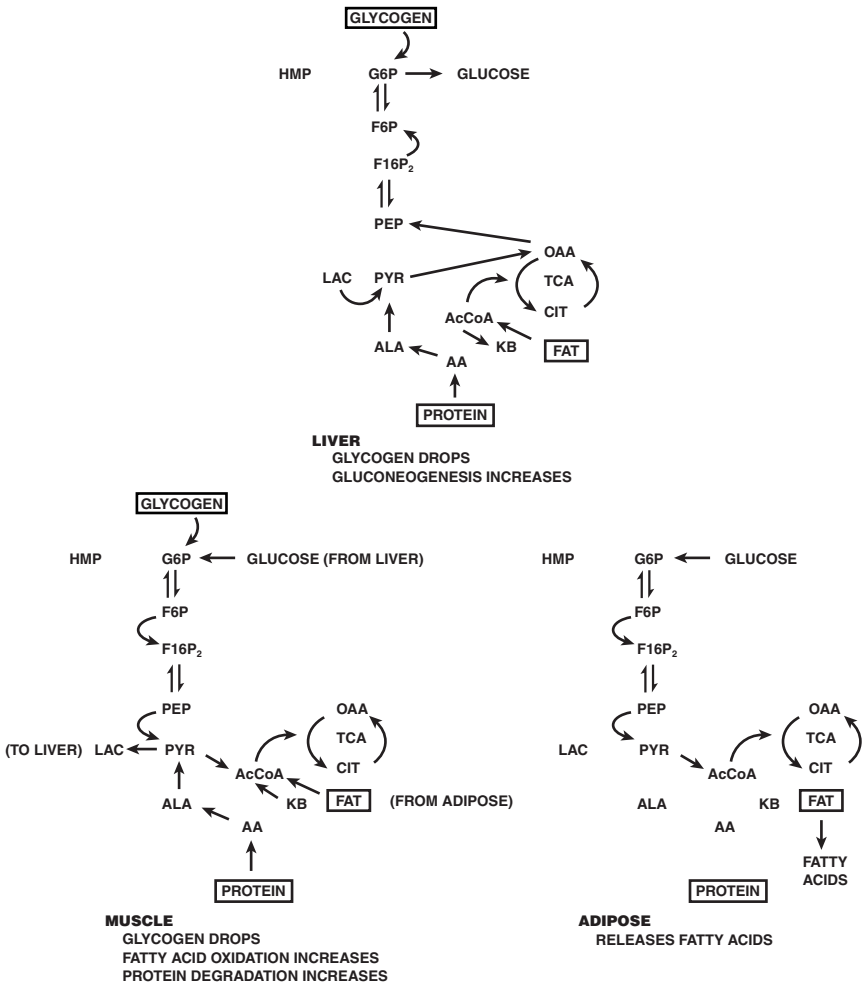 GLYCOGEN
HMP G6P GLUCOSE
F6P
F16P₂
PEP
OAA
LAC PYR TCA
CIT
AcCoA
ALA KB FAT
AA
PROTEIN
LIVER
GLYCOGEN DROPS
GLUCONEOGENESIS INCREASES
GLYCOGEN
HMP G6P GLUCOSE (FROM LIVER)
F6P
F16P₂
PEP OAA
TCA
(TO LIVER) LAC PYR
AcCoA CIT
ALA KB FAT (FROM ADIPOSE)
AA
PROTEIN
MUSCLE
GLYCOGEN DROPS
FATTY ACID OXIDATION INCREASES
PROTEIN DEGRADATION INCREASES
HMP G6P GLUCOSE
F6P
F16P₂
PEP OAA
TCA
LAC PYR
AcCoA CIT
ALA KB FAT
AA
FATTY
ACIDS
PROTEIN
ADIPOSE
RELEASES FATTY ACIDS